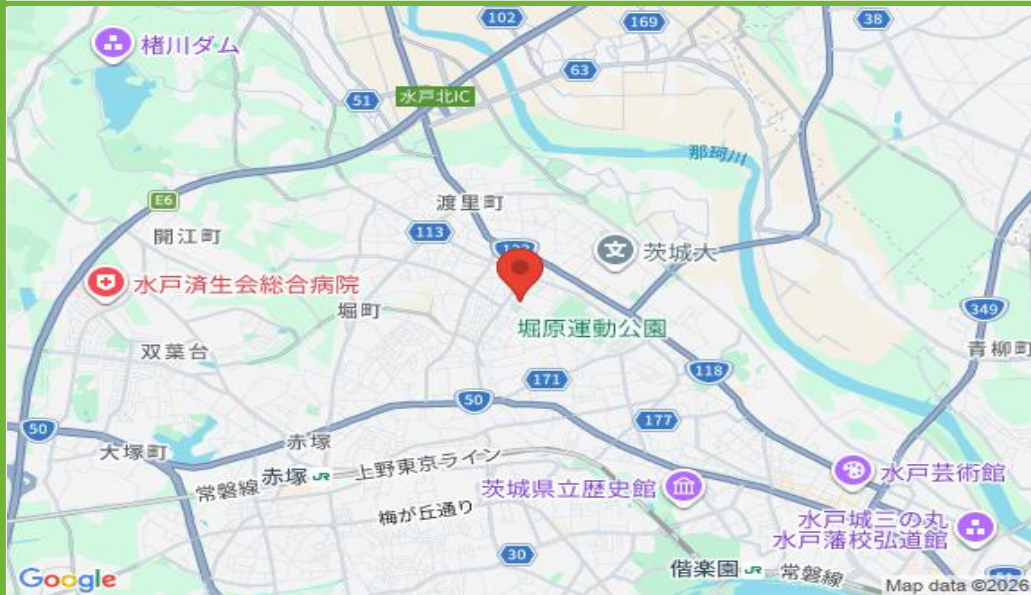 102
169
38
楮川ダム
63
51
水戸北IC
那珂川
E6
渡里町
113
開江町
123
文
茨城大
水戸済生会総合病院
堀町
349
堀原運動公園
双葉台
青柳町
171
118
50
50
177
大塚町
赤塚
赤塚 JR
上野東京ライン
常磐線
水戸芸術館
茨城県立歴史館
梅が丘通り
水戸城三の丸
水戸藩校弘道館
30
偕楽園 JR
常磐線
Google
Map data ©2026